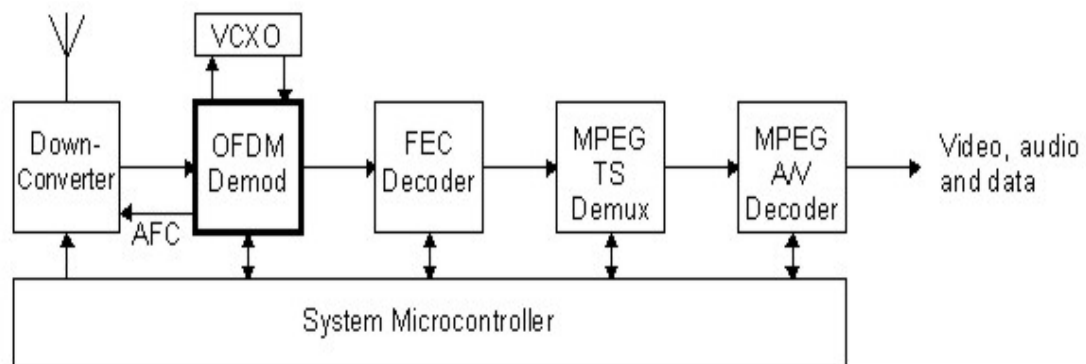 VCXO
Down-
Converter
OFDM
Demod
FEC
Decoder
MPEG
TS
Demux
MPEG
A/V
Decoder
Video, audio
and data
AFC
System Microcontroller